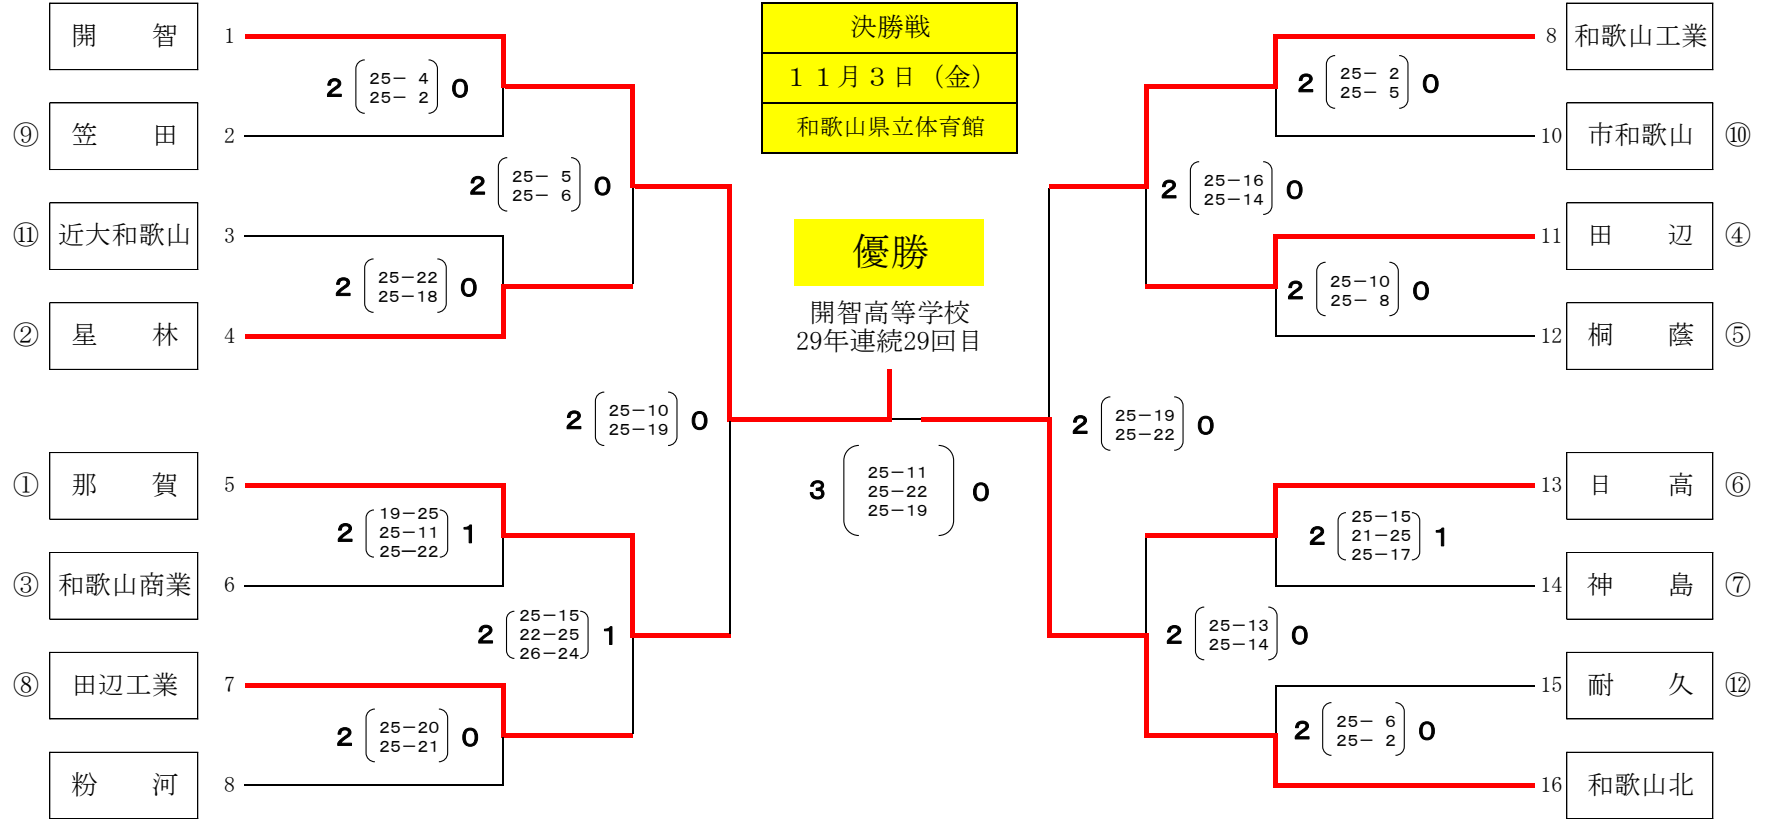 決勝戦
１１月３日（金）
和歌山県立体育館
優勝
開智高等学校
29年連続29回目
開　智 1
⑨ 笠　田 2
⑪ 近大和歌山 3
② 星　林 4
① 那　賀 5
③ 和歌山商業 6
⑧ 田辺工業 7
粉　河 8
2 25－ 4 0
25－ 2
2 25－ 5 0
25－ 6
2 25－22 0
25－18
2 25－10 0
25－19
2 19－25 1
25－11
25－22
2 25－15 1
22－25
26－24
2 25－20 0
25－21
3 25－11 0
25－22
25－19
8 和歌山工業
10 市和歌山 ⑩
11 田　辺 ④
12 桐　蔭 ⑤
13 日　高 ⑥
14 神　島 ⑦
15 耐　久 ⑫
16 和歌山北
2 25－ 2 0
25－ 5
2 25－16 0
25－14
2 25－10 0
25－ 8
2 25－19 0
25－22
2 25－15 1
21－25
25－17
2 25－13 0
25－14
2 25－ 6 0
25－ 2